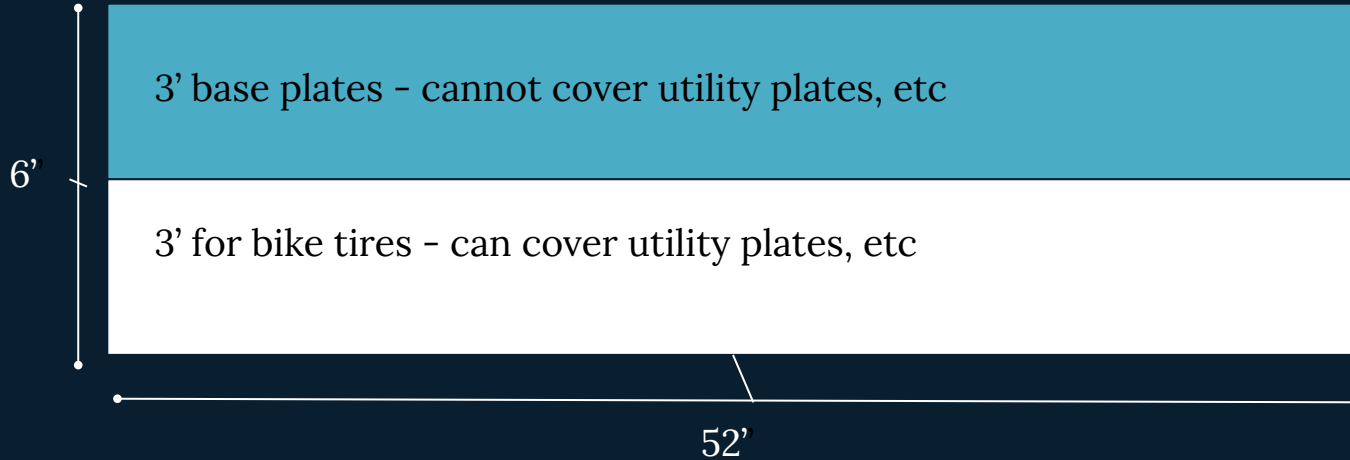 3’ base plates - cannot cover utility plates, etc
6’
3’ for bike tires - can cover utility plates, etc
52’